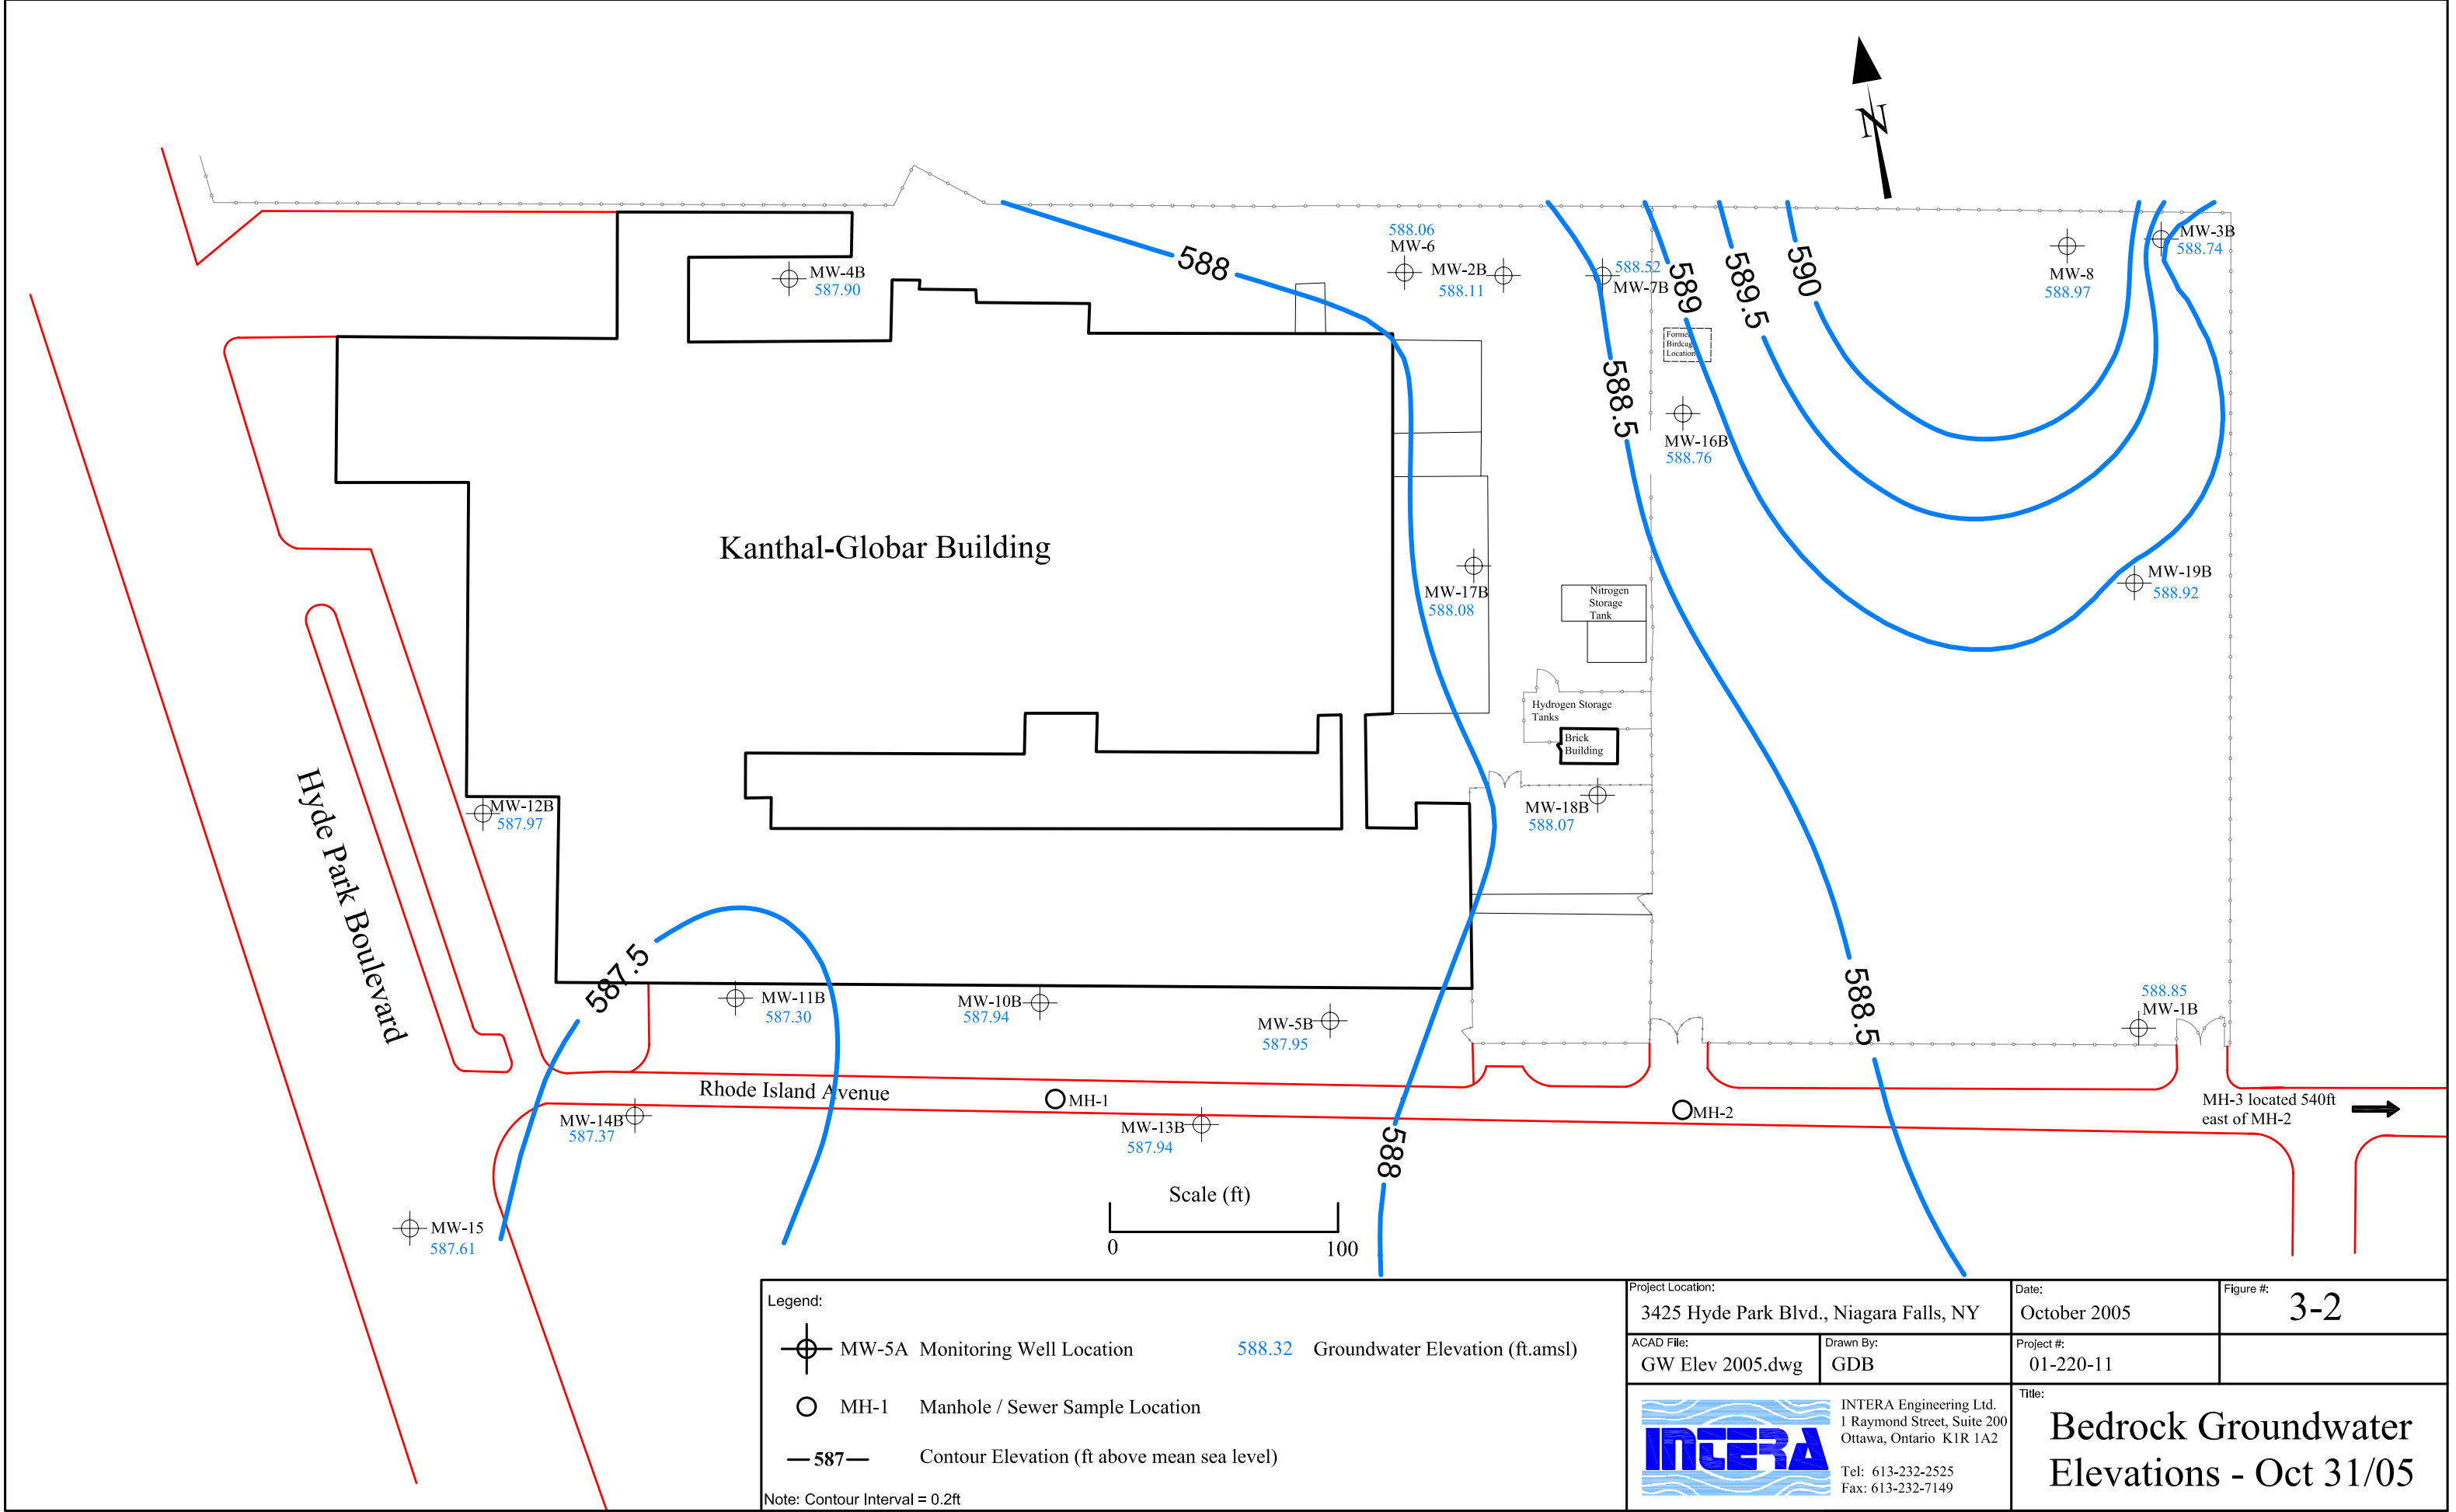 N
588.06
MW-6
MW-2B
588.11
588.52
MW-7B
MW-3B
588.74
MW-8
588.97
MW-4B
587.90
588
589
589.5
590
588.5
Former
Birdcage
Location
MW-16B
588.76
Kanthal-Globar Building
MW-17B
588.08
Nitrogen
Storage
Tank
MW-19B
588.92
Hydrogen Storage
Tanks
Brick
Building
MW-12B
587.97
MW-18B
588.07
Hyde Park Boulevard
587.5
MW-11B
587.30
MW-10B
587.94
MW-5B
587.95
588.5
588.85
MW-1B
Rhode Island Avenue
MH-1
MH-2
MH-3 located 540ft
east of MH-2
MW-14B
587.37
MW-13B
587.94
588
MW-15
587.61
Scale (ft)
0 100
Legend:
MW-5A Monitoring Well Location
588.32 Groundwater Elevation (ft.amsl)
MH-1 Manhole / Sewer Sample Location
587 Contour Elevation (ft above mean sea level)
Note: Contour Interval = 0.2ft
Project Location:
3425 Hyde Park Blvd., Niagara Falls, NY
Date:
October 2005
Figure #:
3-2
ACAD File:
GW Elev 2005.dwg
Drawn By:
GDB
Project #:
01-220-11
INTERA
INTERA Engineering Ltd.
1 Raymond Street, Suite 200
Ottawa, Ontario K1R 1A2
Tel: 613-232-2525
Fax: 613-232-7149
Title:
Bedrock Groundwater
Elevations - Oct 31/05